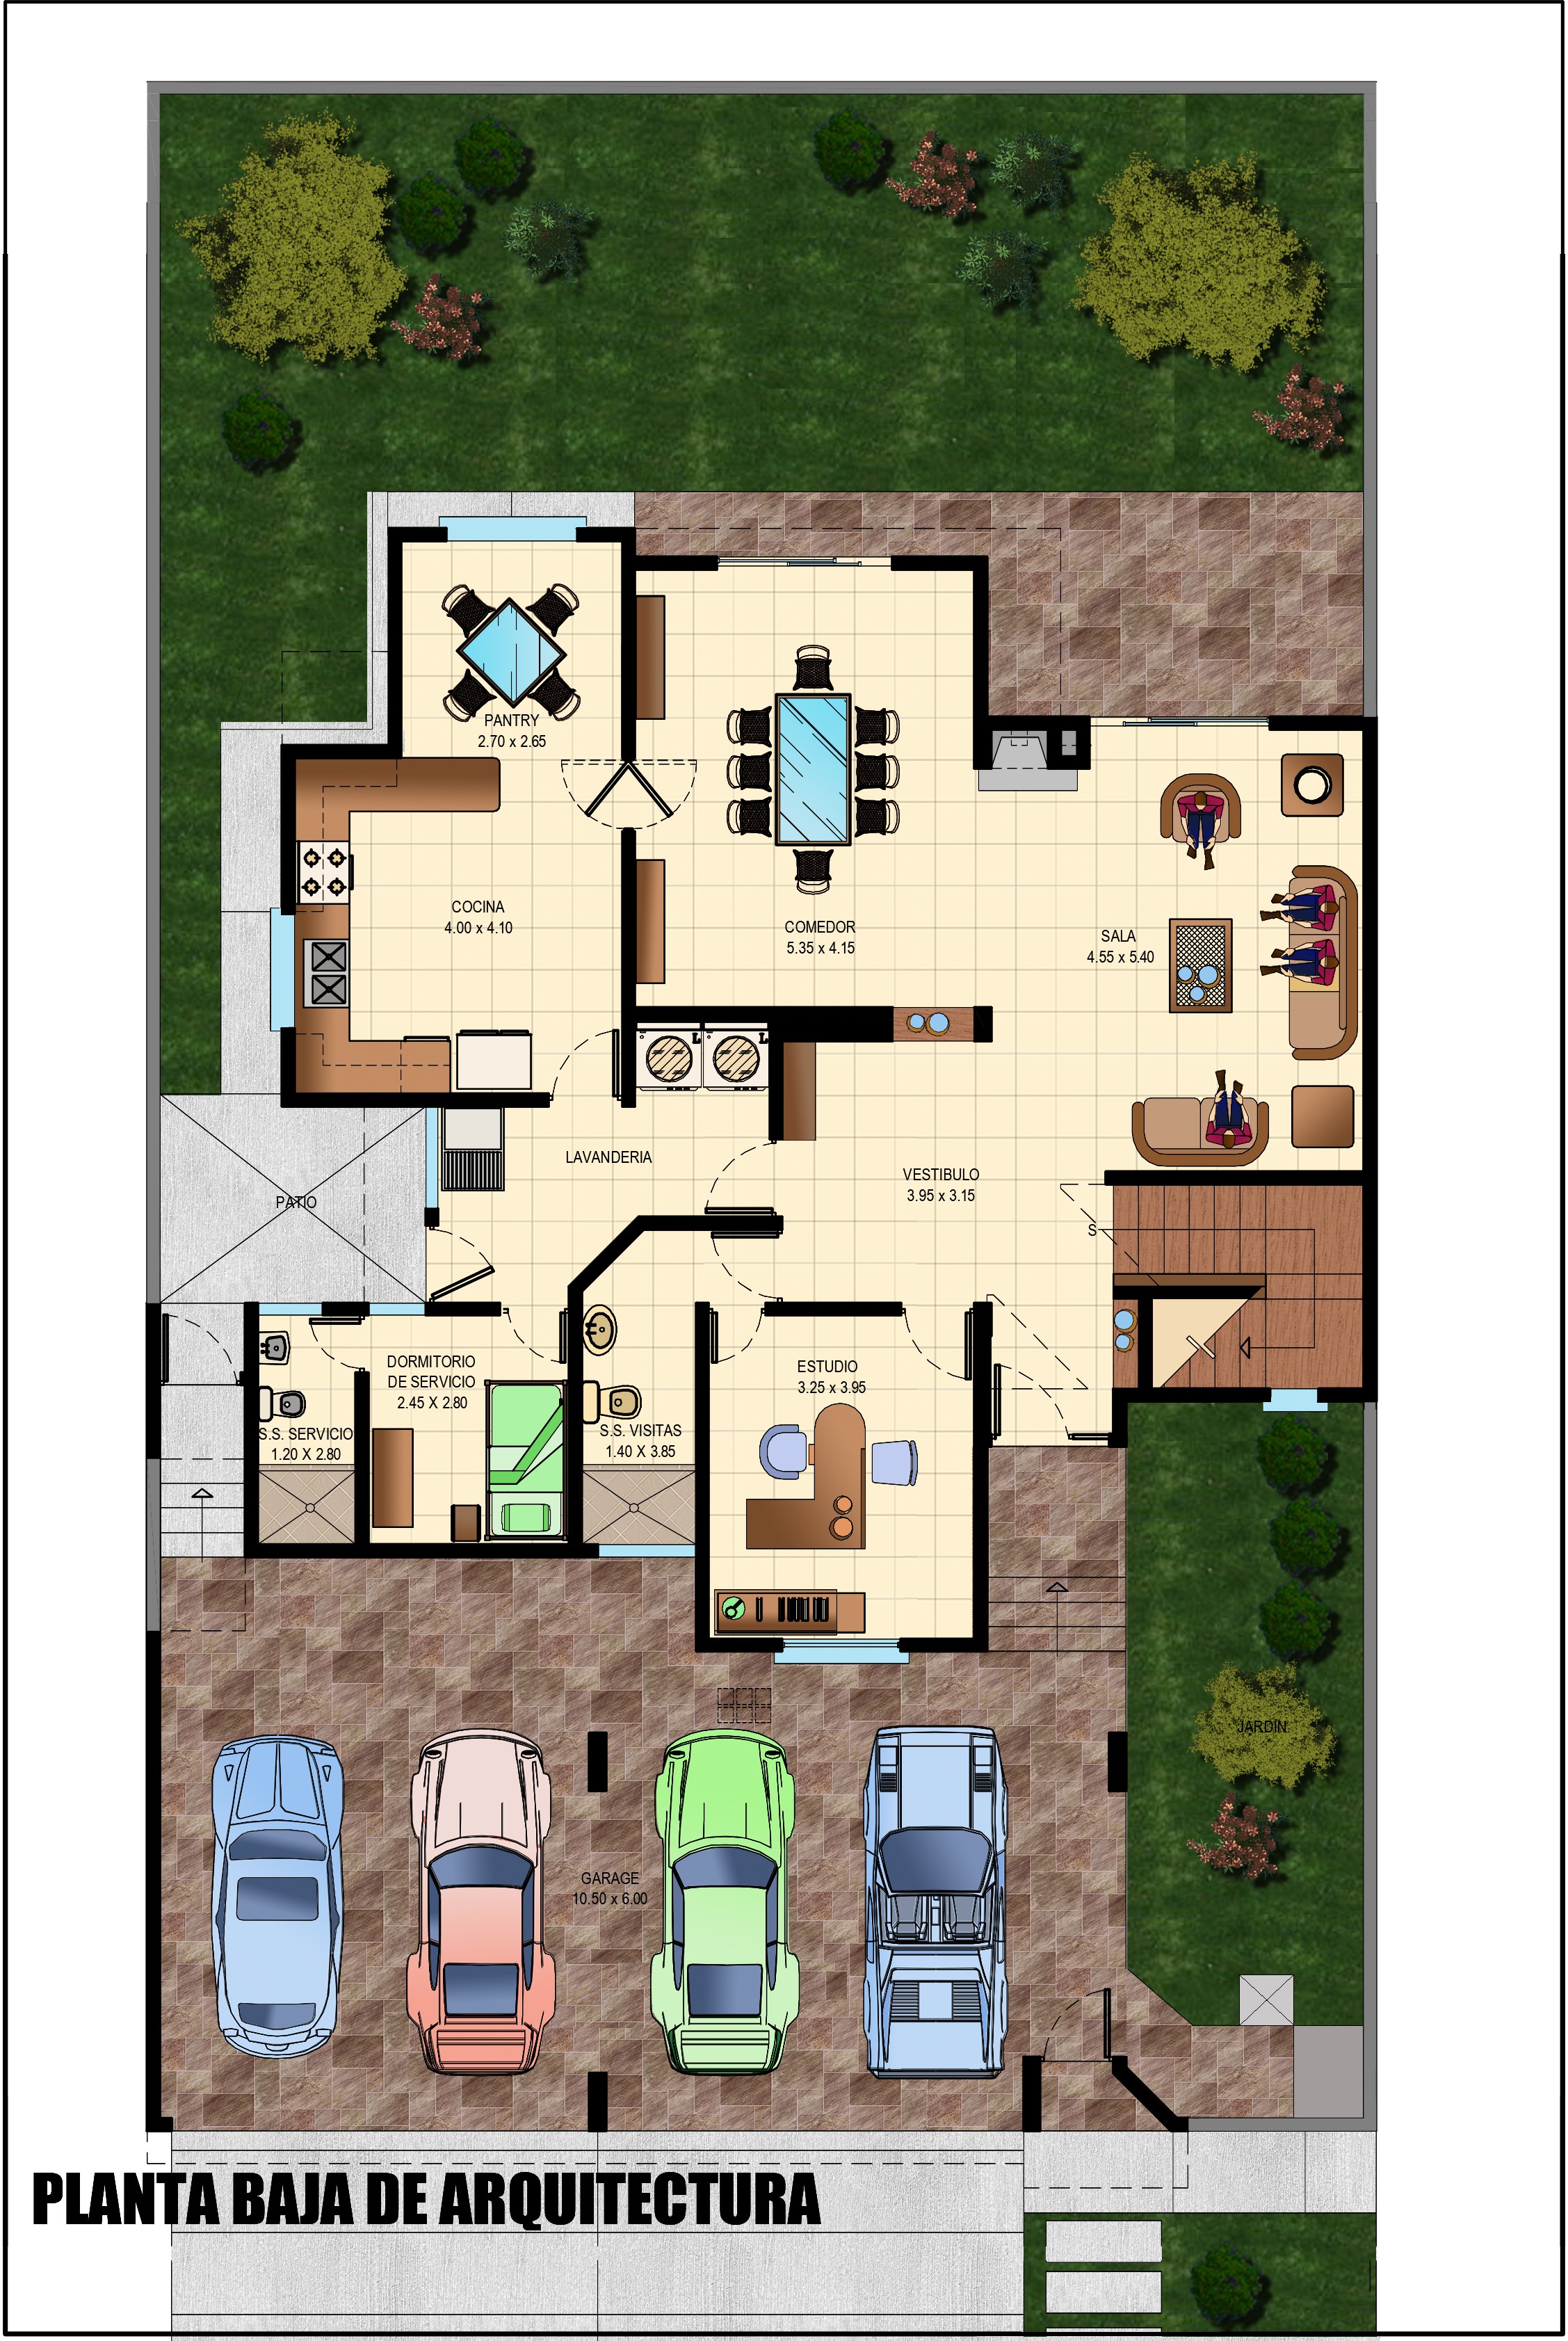 PANTRY
2.70 x 2.65
COCINA
4.00 x 4.10
COMEDOR
5.35 x 4.15
SALA
4.55 x 5.40
L
L
LAVANDERIA
PATIO
VESTIBULO
3.95 x 3.15
S
DORMITORIO
DE SERVICIO
2.45 X 2.80
ESTUDIO
3.25 x 3.95
S.S. SERVICIO
1.20 X 2.80
S.S. VISITAS
1.40 X 3.85
JARDIN
GARAGE
10.50 x 6.00
PLANTA BAJA DE ARQUITECTURA